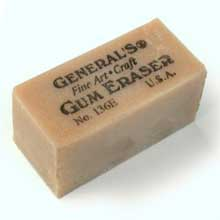 GENERAL'S®
Fine Art • Craft
GUM ERASER
No. 136E U.S.A.